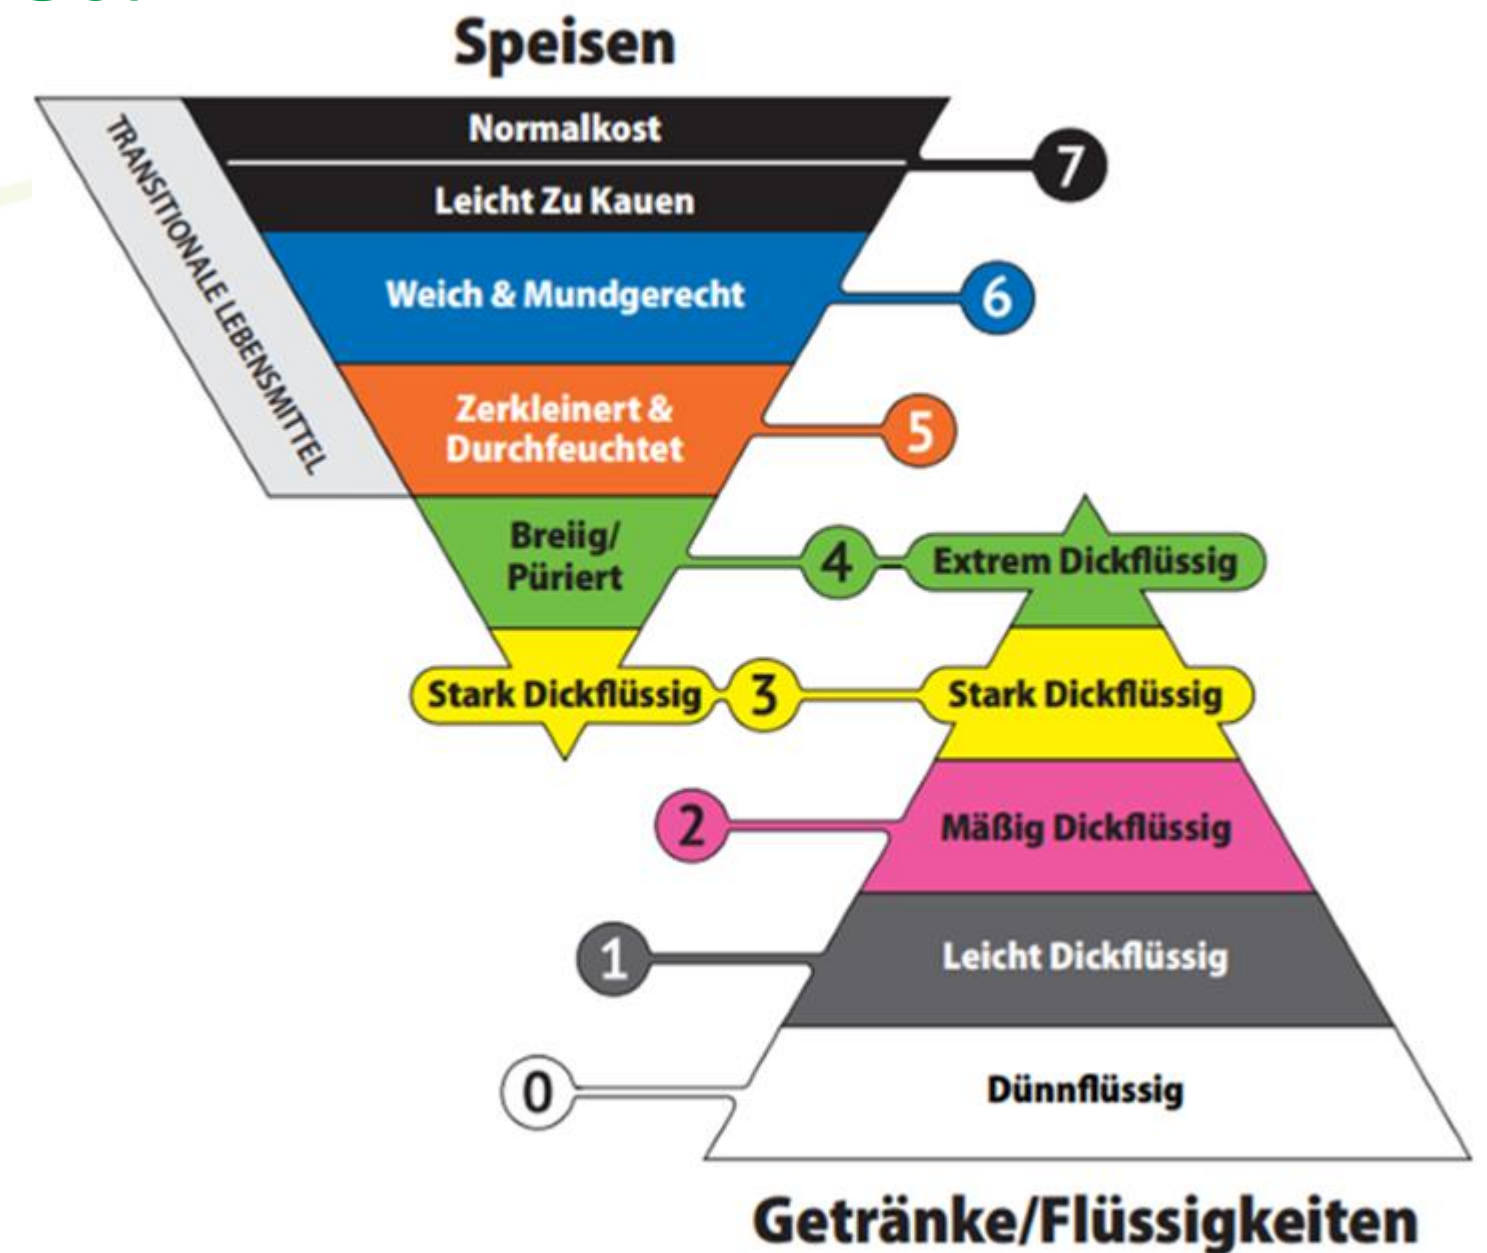 Speisen
TRANSITIONALE LEBENSMITTEL
Normalkost
7
Leicht Zu Kauen
Weich & Mundgerecht
6
Zerkleinert &
Durchfeuchtet
5
Breiig/
Püriert
4
Extrem Dickflüssig
Stark Dickflüssig
3
Stark Dickflüssig
2
Mäßig Dickflüssig
1
Leicht Dickflüssig
0
Dünnflüssig
Getränke/Flüssigkeiten